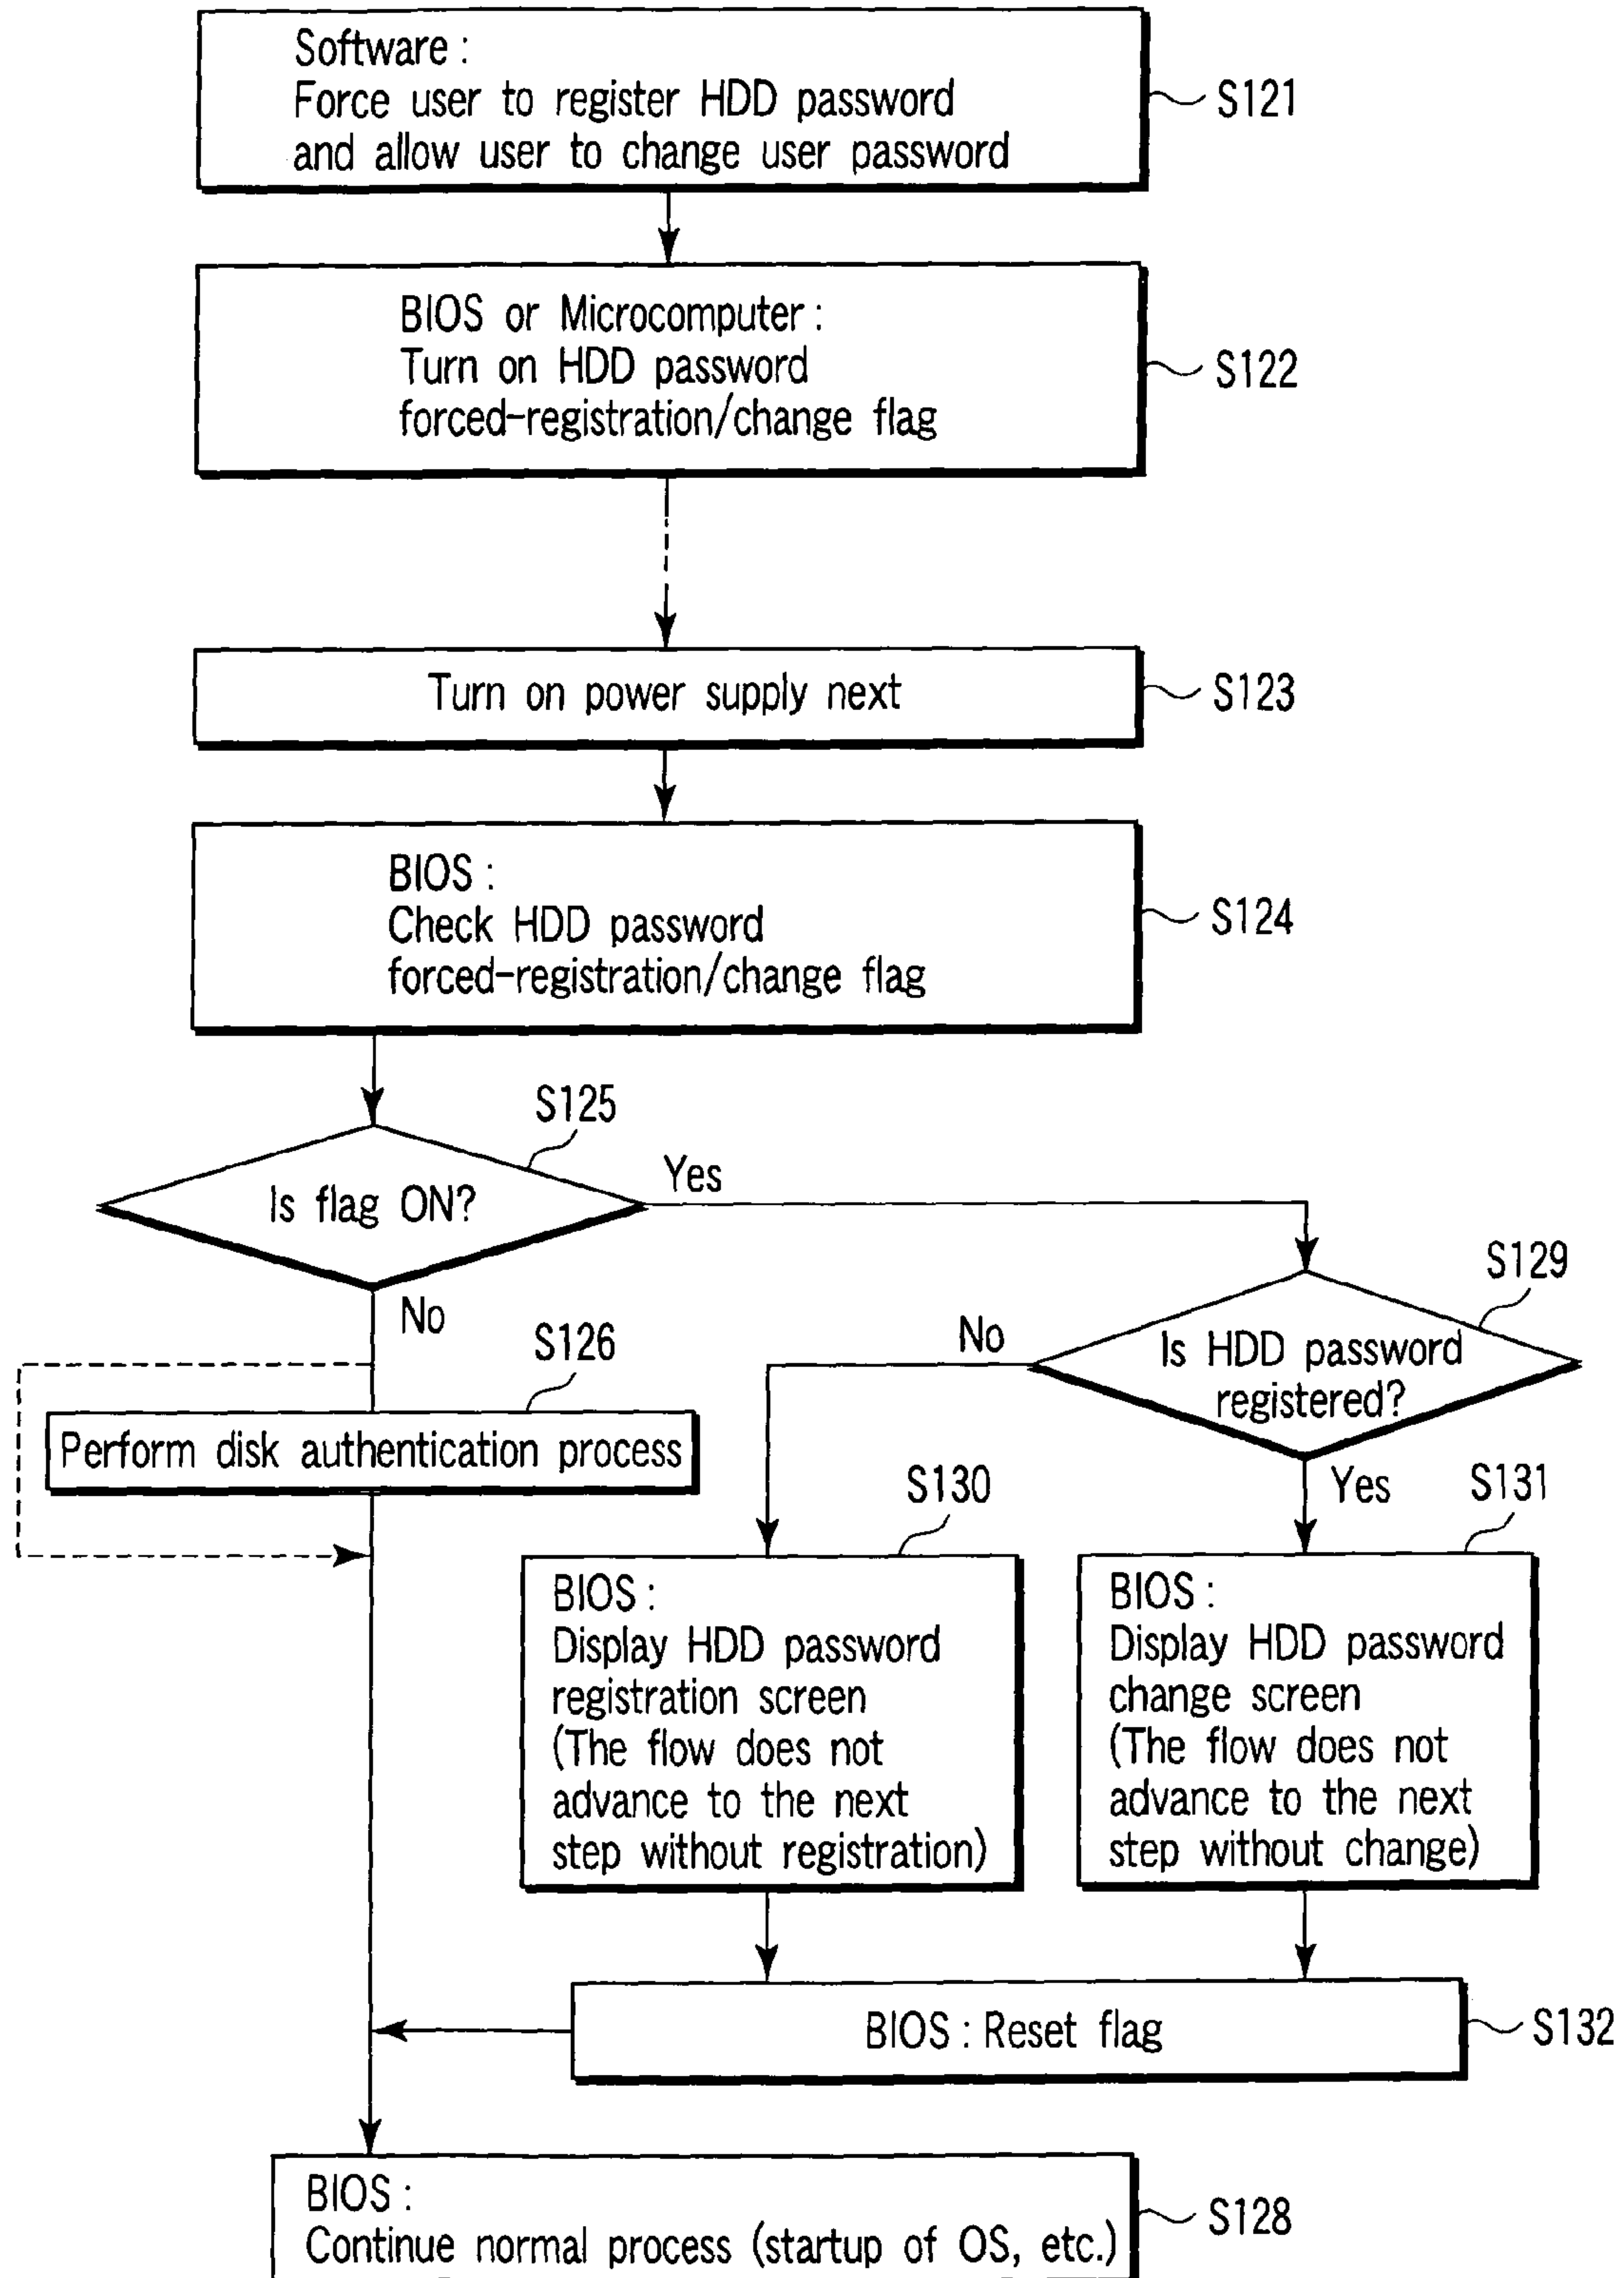 Software :
Force user to register HDD password
and allow user to change user password
S121
BIOS or Microcomputer :
Turn on HDD password
forced-registration/change flag
S122
Turn on power supply next
S123
BIOS :
Check HDD password
forced-registration/change flag
S124
S125
Is flag ON?
Yes
No
S129
Is HDD password
registered?
No
Yes
S126
Perform disk authentication process
S130
BIOS :
Display HDD password
registration screen
(The flow does not
advance to the next
step without registration)
S131
BIOS :
Display HDD password
change screen
(The flow does not
advance to the next
step without change)
BIOS : Reset flag
S132
BIOS :
Continue normal process (startup of OS, etc.)
S128